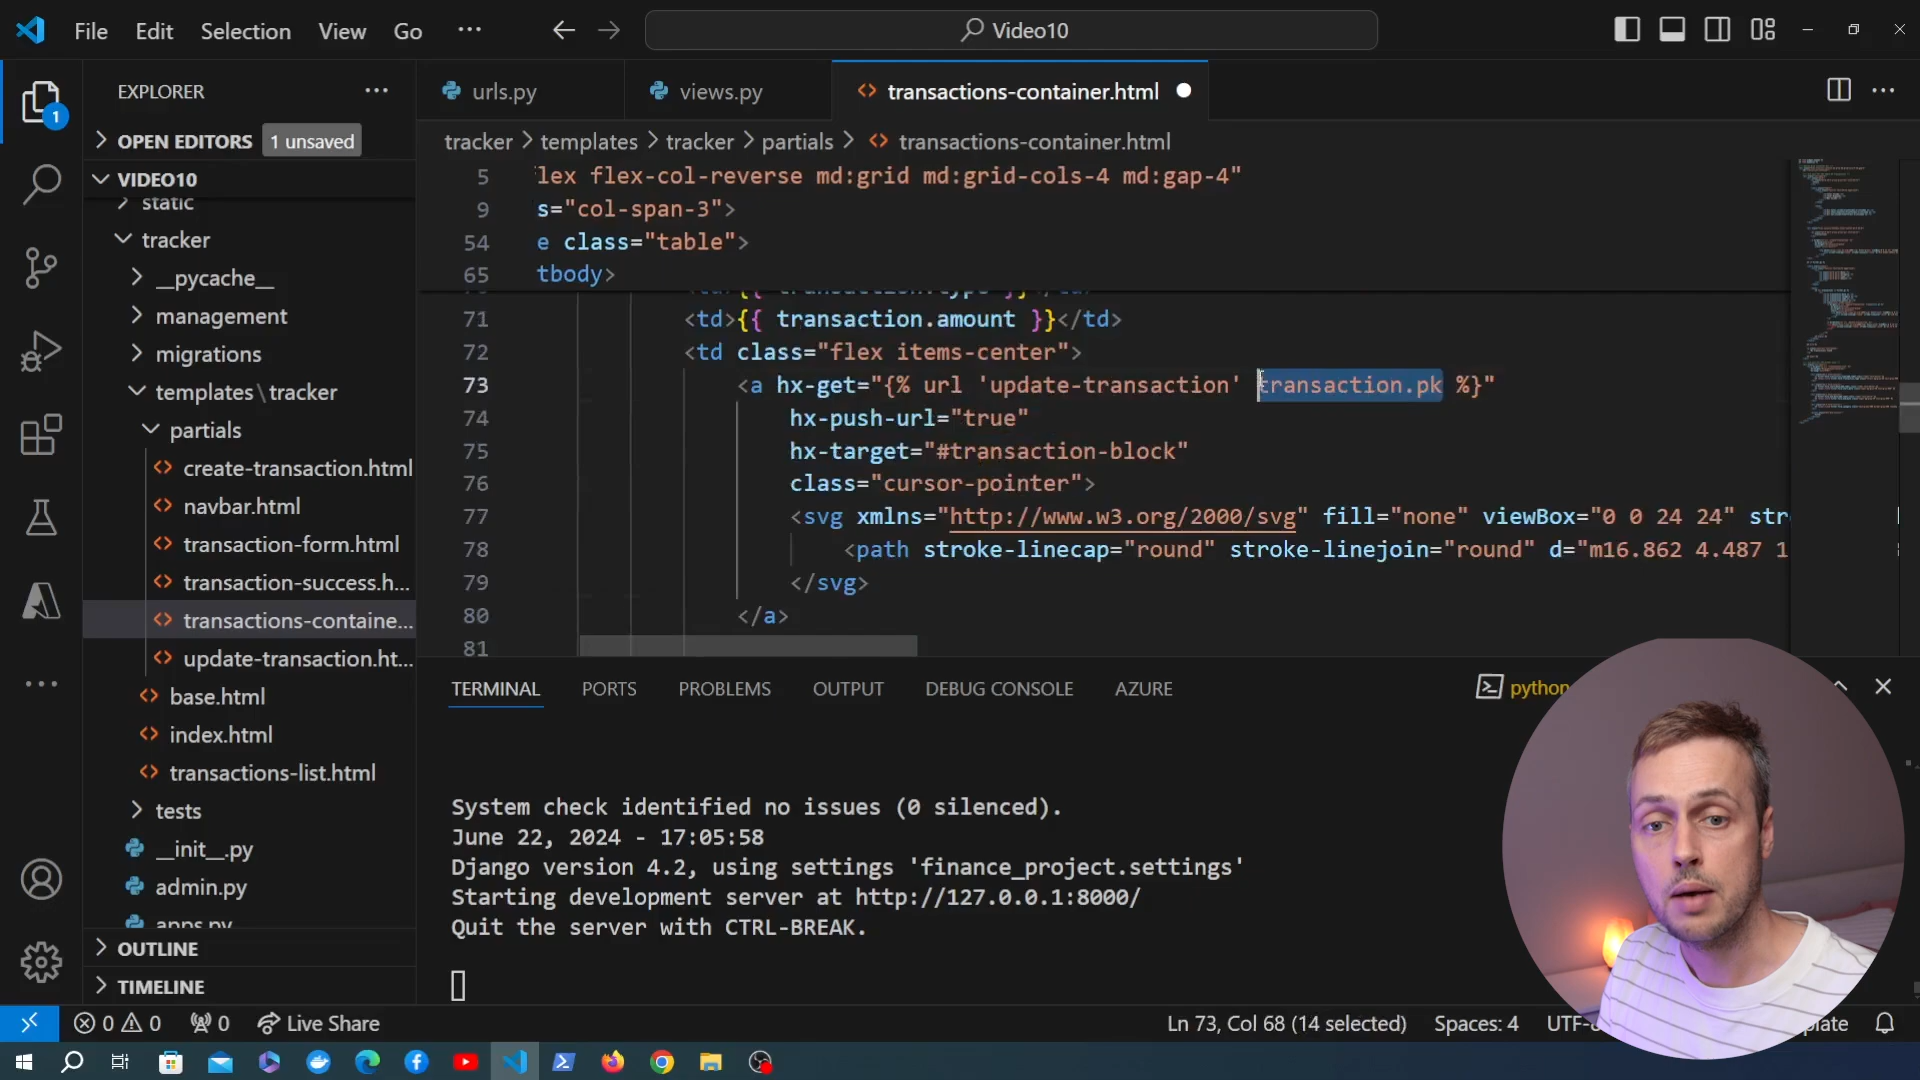 File Edit Selection View Go ··· Video10
EXPLORER ···
urls.py views.py transactions-container.html
OPEN EDITORS 1 unsaved
tracker > templates > tracker > partials > transactions-container.html
VIDEO10
static
tracker
__pycache__
management
migrations
templates\tracker
partials
create-transaction.html
navbar.html
transaction-form.html
transaction-success.h...
transactions-containe...
update-transaction.ht...
base.html
index.html
transactions-list.html
tests
__init__.py
admin.py
apps.py
OUTLINE
TIMELINE
1
5 lex flex-col-reverse md:grid md:grid-cols-4 md:gap-4"
9 s="col-span-3">
54 e class="table">
65 tbody>
71 <td>{{ transaction.amount }}</td>
72 <td class="flex items-center">
73 <a hx-get="{% url 'update-transaction' transaction.pk %}"
74 hx-push-url="true"
75 hx-target="#transaction-block"
76 class="cursor-pointer">
77 <svg xmlns="http://www.w3.org/2000/svg" fill="none" viewBox="0 0 24 24" str
78 <path stroke-linecap="round" stroke-linejoin="round" d="m16.862 4.487 1
79 </svg>
80 </a>
81
TERMINAL PORTS PROBLEMS OUTPUT DEBUG CONSOLE AZURE python
System check identified no issues (0 silenced).
June 22, 2024 - 17:05:58
Django version 4.2, using settings 'finance_project.settings'
Starting development server at http://127.0.0.1:8000/
Quit the server with CTRL-BREAK.
0 0 0 Live Share Ln 73, Col 68 (14 selected) Spaces: 4 UTF-8 plate